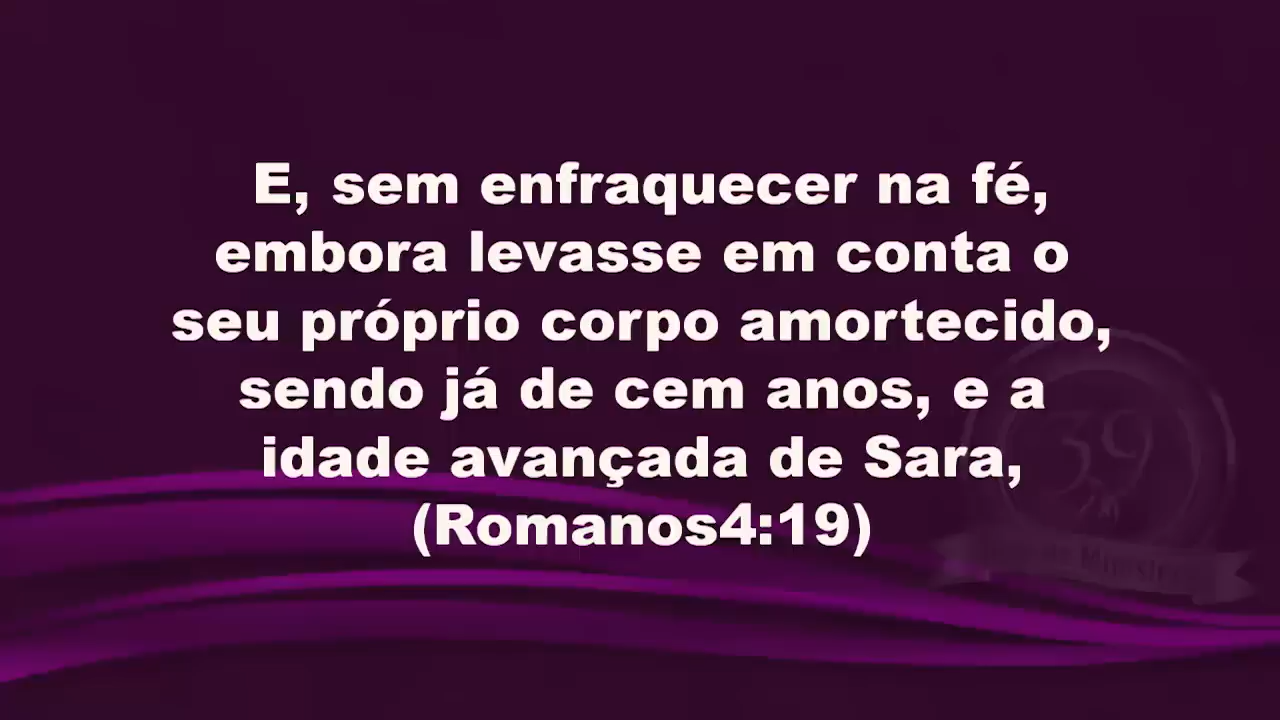 E, sem enfraquecer na fé,
embora levasse em conta o
seu próprio corpo amortecido,
sendo já de cem anos, e a
idade avançada de Sara,
(Romanos4:19)
39